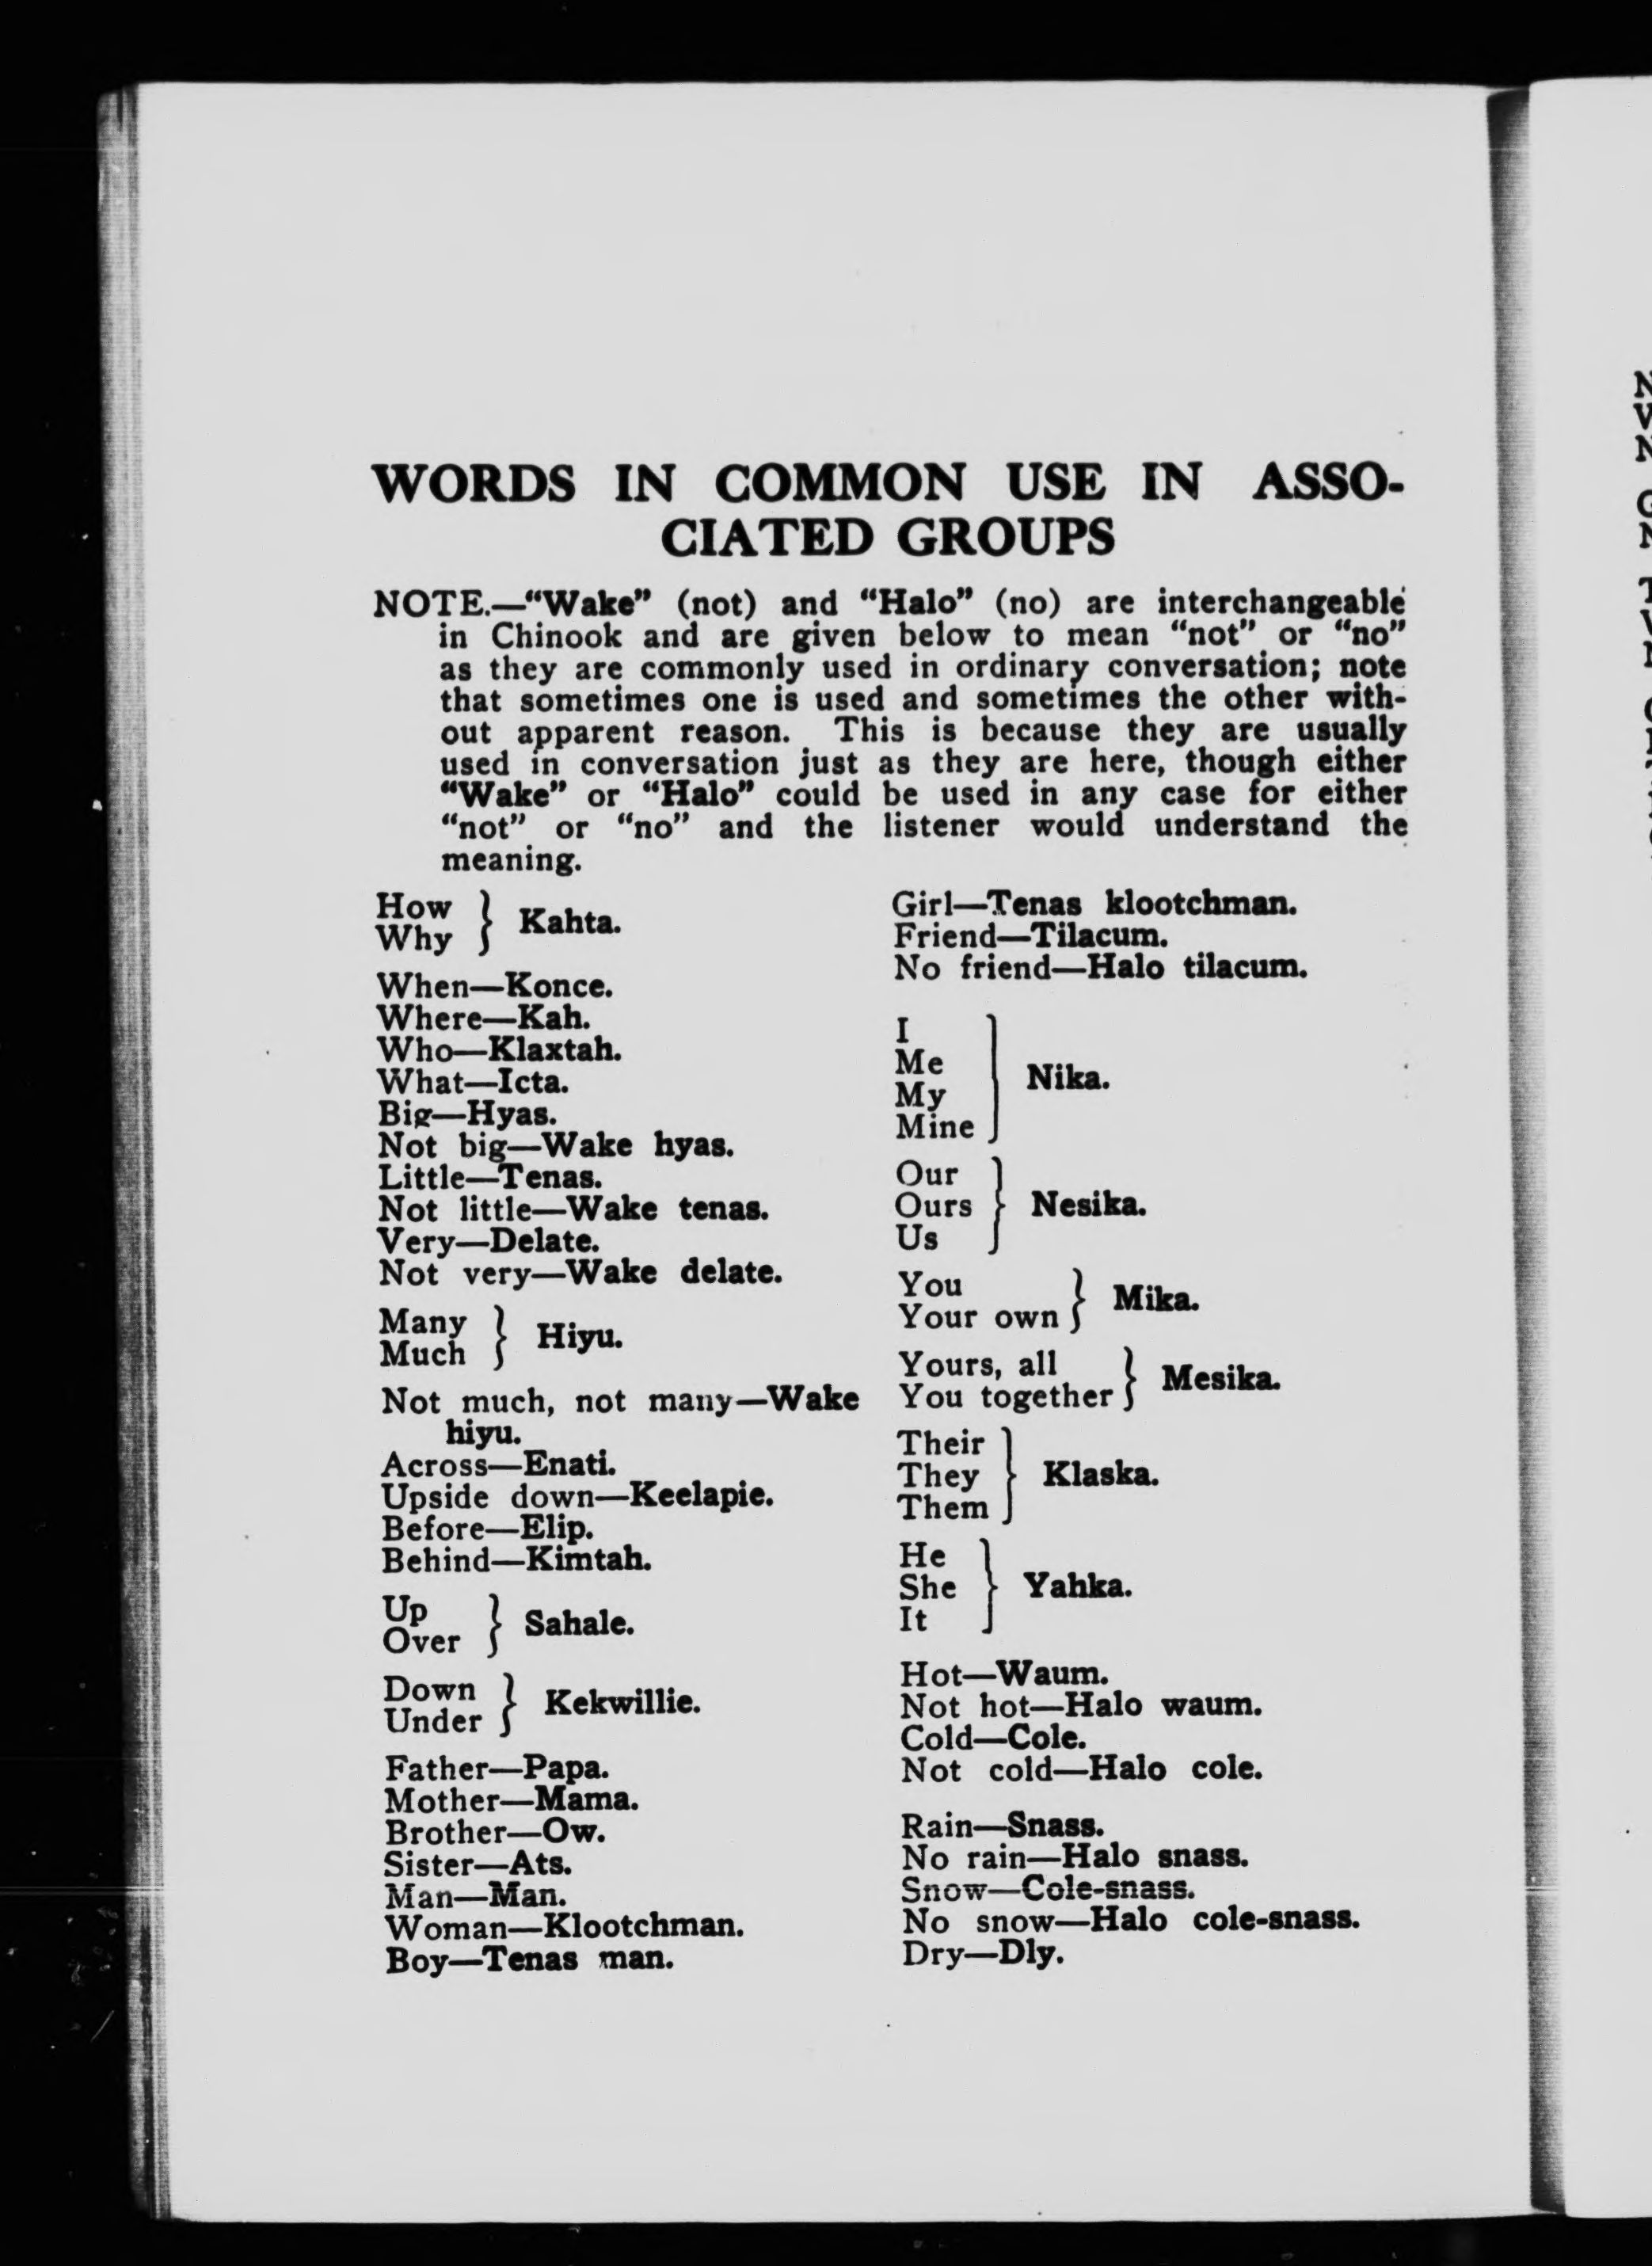 WORDS IN COMMON USE IN ASSO-
CIATED GROUPS
NOTE.—“Wake” (not) and “Halo” (no) are interchangeable
in Chinook and are given below to mean “not” or “no”
as they are commonly used in ordinary conversation; note
that sometimes one is used and sometimes the other with-
out apparent reason. This is because they are usually
used in conversation just as they are here, though either
“Wake” or “Halo” could be used in any case for either
“not” or “no” and the listener would understand the
meaning.
How
Why } Kahta.
When—Konce.
Where—Kah.
Who—Klaxtah.
What—Icta.
Big—Hyas.
Not big—Wake hyas.
Little—Tenas.
Not little—Wake tenas.
Very—Delate.
Not very—Wake delate.
Many
Much } Hiyu.
Not much, not many—Wake
hiyu.
Across—Enati.
Upside down—Keelapie.
Before—Elip.
Behind—Kimtah.
Up
Over } Sahale.
Down
Under } Kekwillie.
Father—Papa.
Mother—Mama.
Brother—Ow.
Sister—Ats.
Man—Man.
Woman—Klootchman.
Boy—Tenas man.
Girl—Tenas klootchman.
Friend—Tilacum.
No friend—Halo tilacum.
I
Me
My
Mine } Nika.
Our
Ours
Us } Nesika.
You
Your own } Mika.
Yours, all
You together } Mesika.
Their
They
Them } Klaska.
He
She
It } Yahka.
Hot—Waum.
Not hot—Halo waum.
Cold—Cole.
Not cold—Halo cole.
Rain—Snass.
No rain—Halo snass.
Snow—Cole-snass.
No snow—Halo cole-snass.
Dry—Dly.